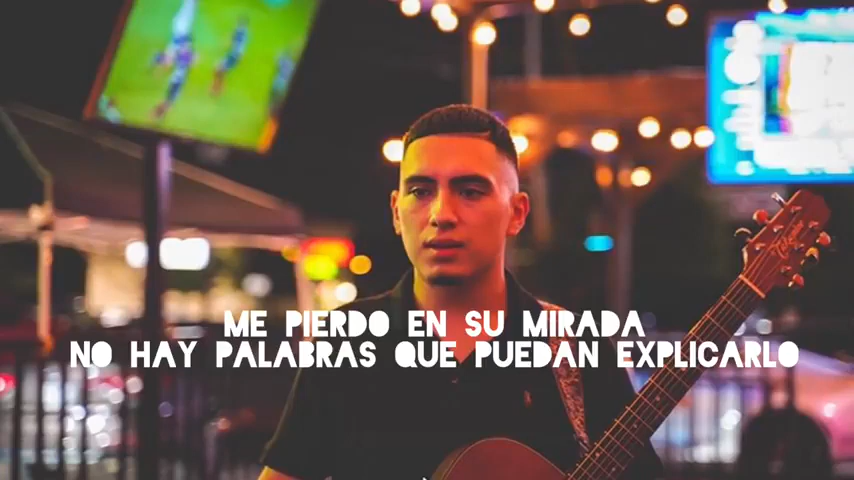 ME PIERDO EN SU MIRADA
NO HAY PALABRAS QUE PUEDAN EXPLICARLO